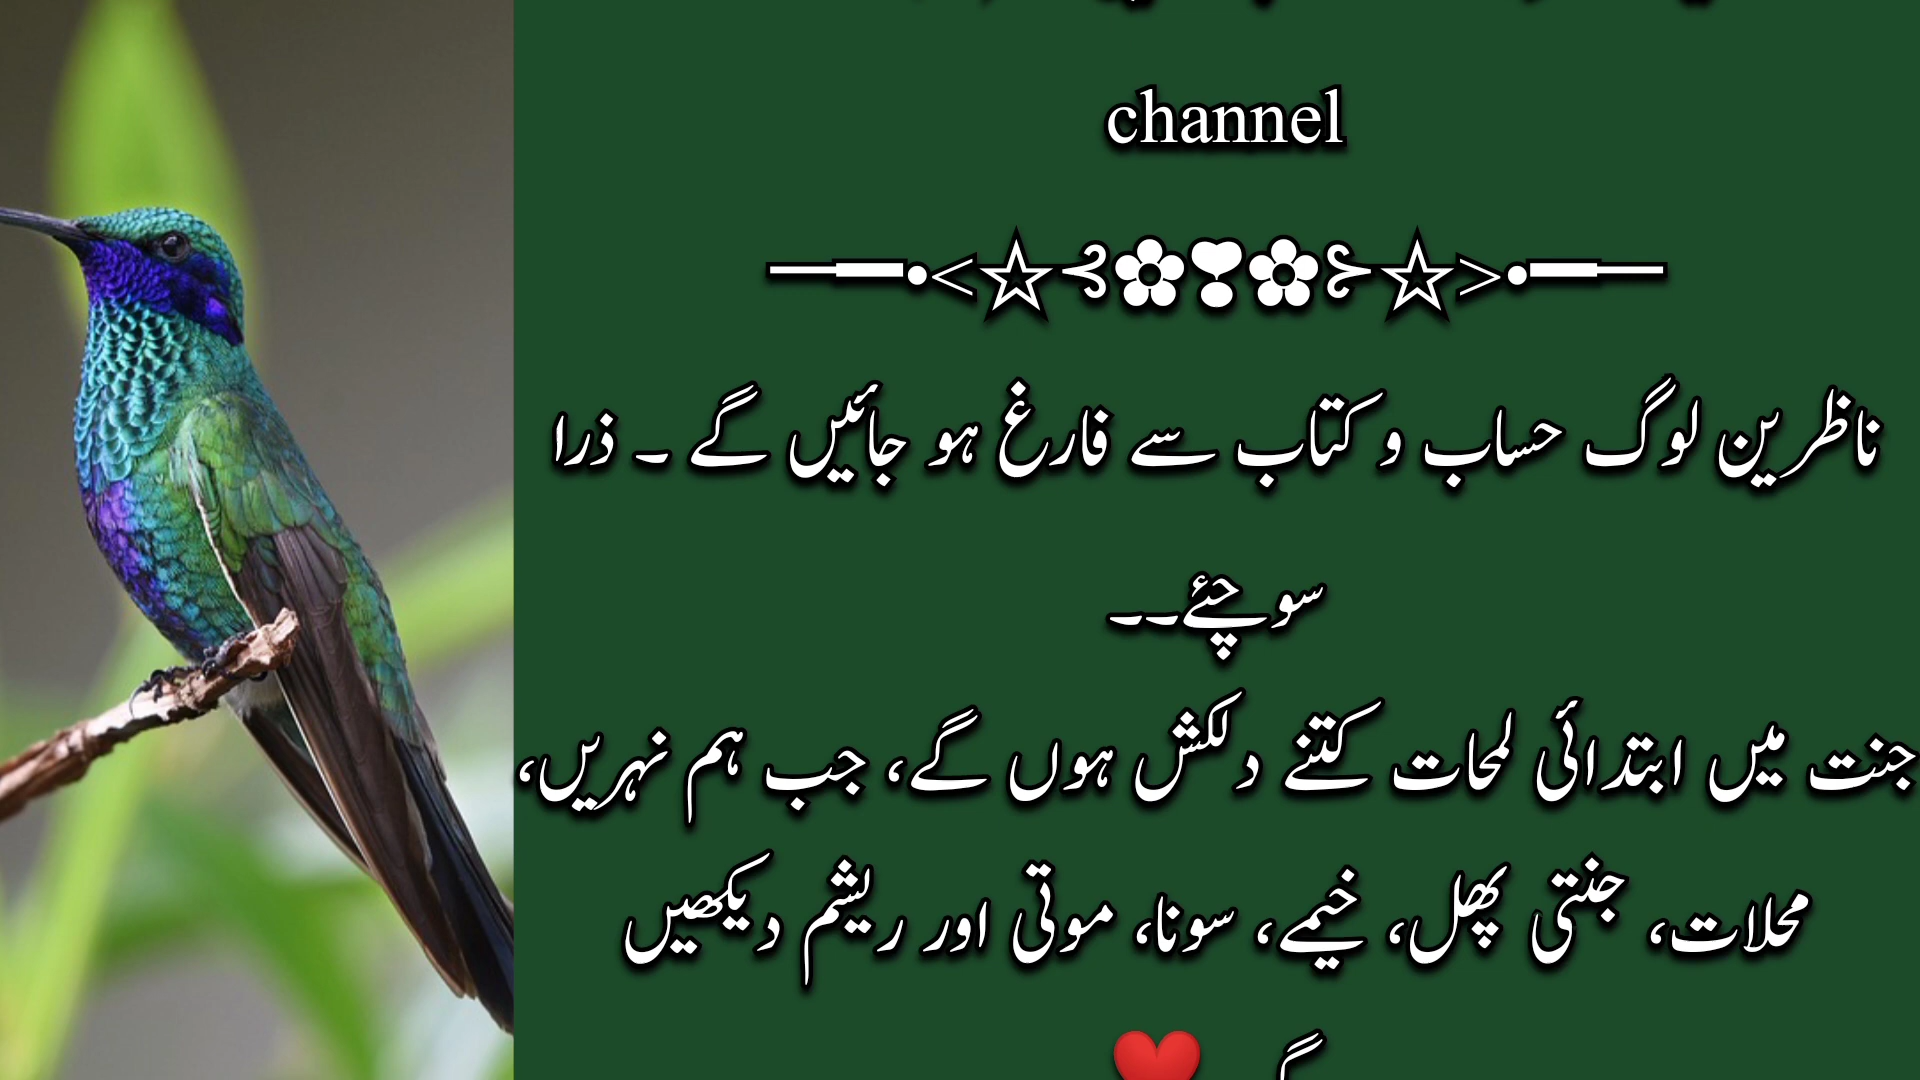 channel
━━━━━•<☆⊰✿❣✿⊱☆>•━━━━━
ناظرین لوگ حساب و کتاب سے فارغ ہو جائیں گے ۔ ذرا
سوچئے۔۔
جنت میں ابتدائی لمحات کتنے دلکش ہوں گے، جب ہم نہریں،
محلات، جنتی پھل، خیمے، سونا، موتی اور ریشم دیکھیں